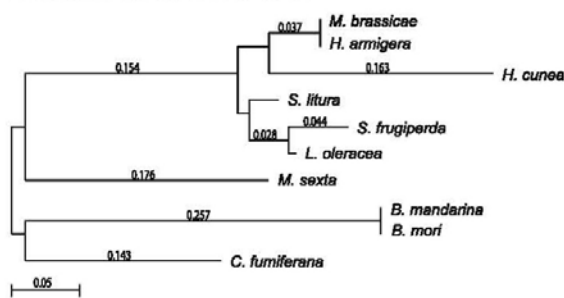 0.037
M. brassicae
H. armigera
0.154
0.163
H. cunea
S. litura
0.044
S. frugiperda
0.028
L. oleracea
0.176
M. sexta
0.257
B. mandarina
B. mori
0.143
C. fumiferana
0.05